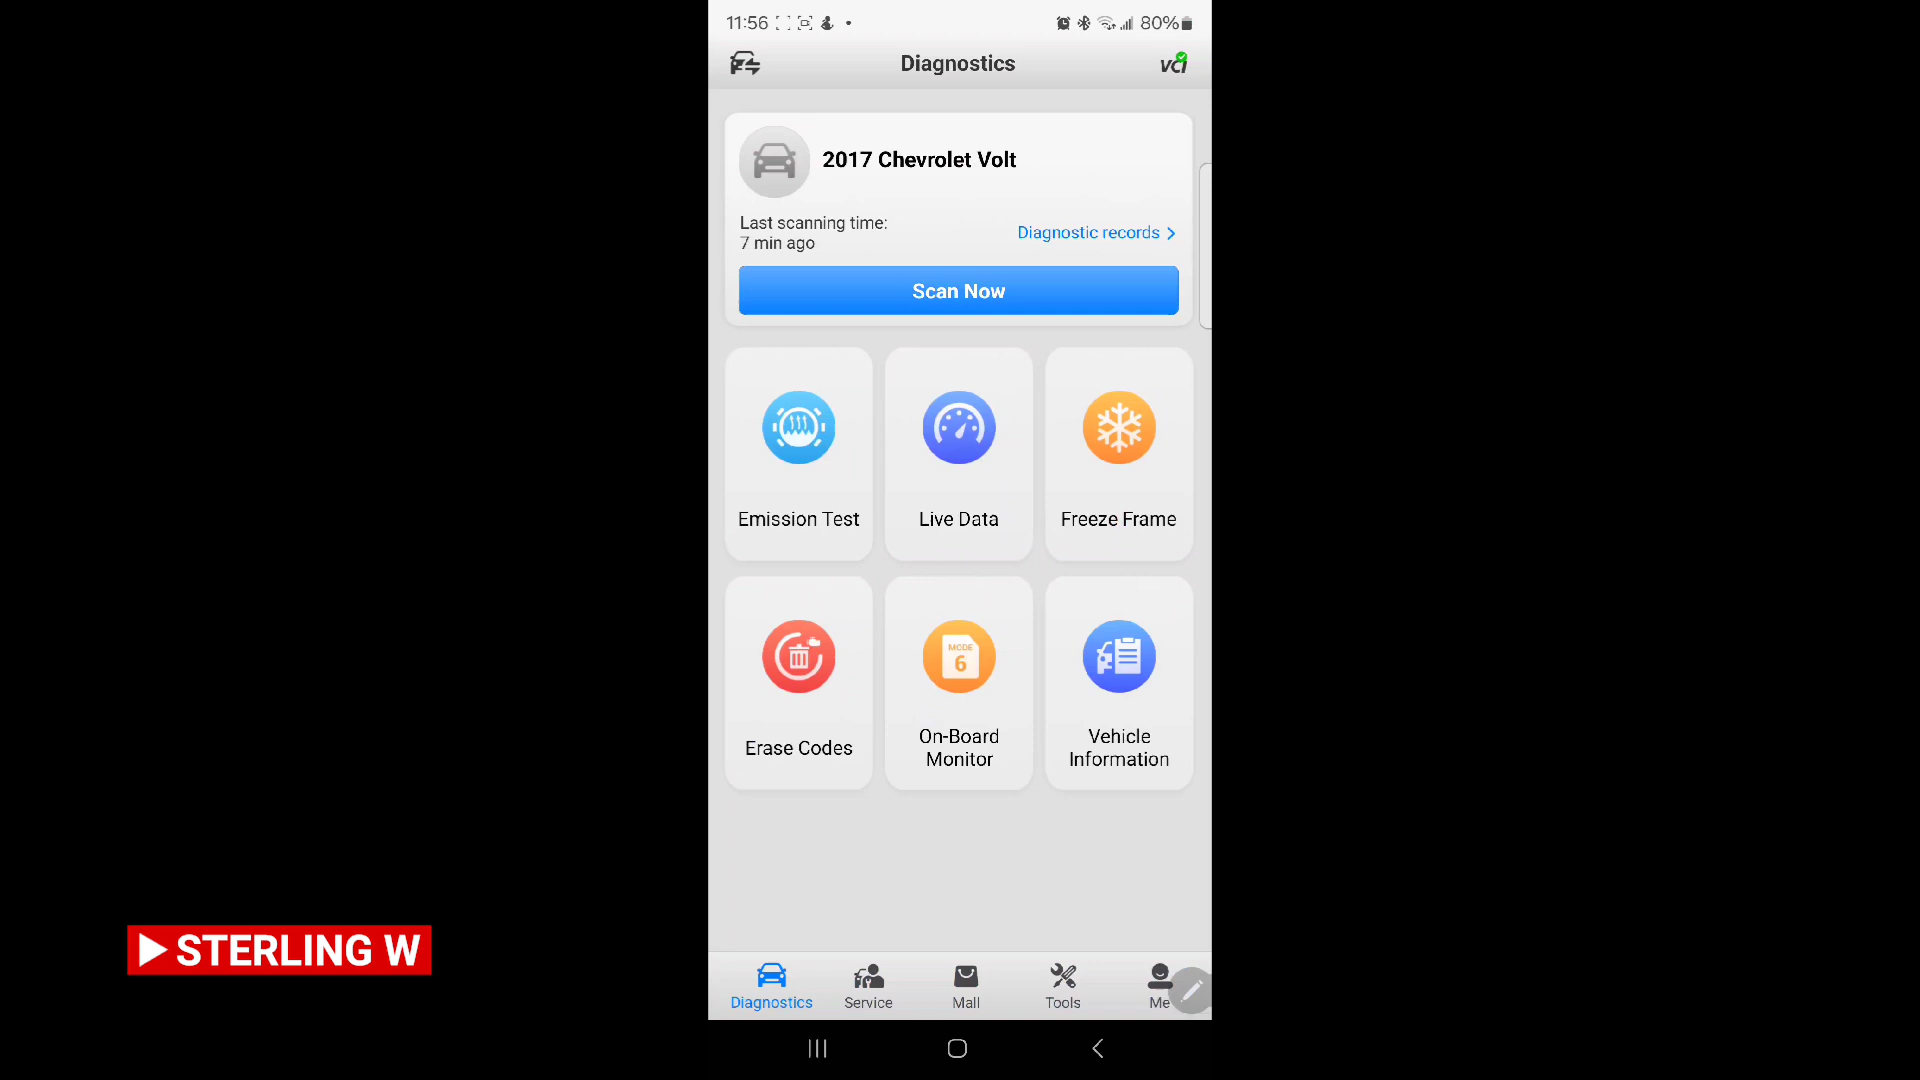 11:56
80%
Diagnostics
VCI
2017 Chevrolet Volt
Last scanning time:
7 min ago
Diagnostic records
Scan Now
Emission Test
Live Data
Freeze Frame
MODE
6
Erase Codes
On-Board
Monitor
Vehicle
Information
STERLING W
Diagnostics
Service
Mall
Tools
Me